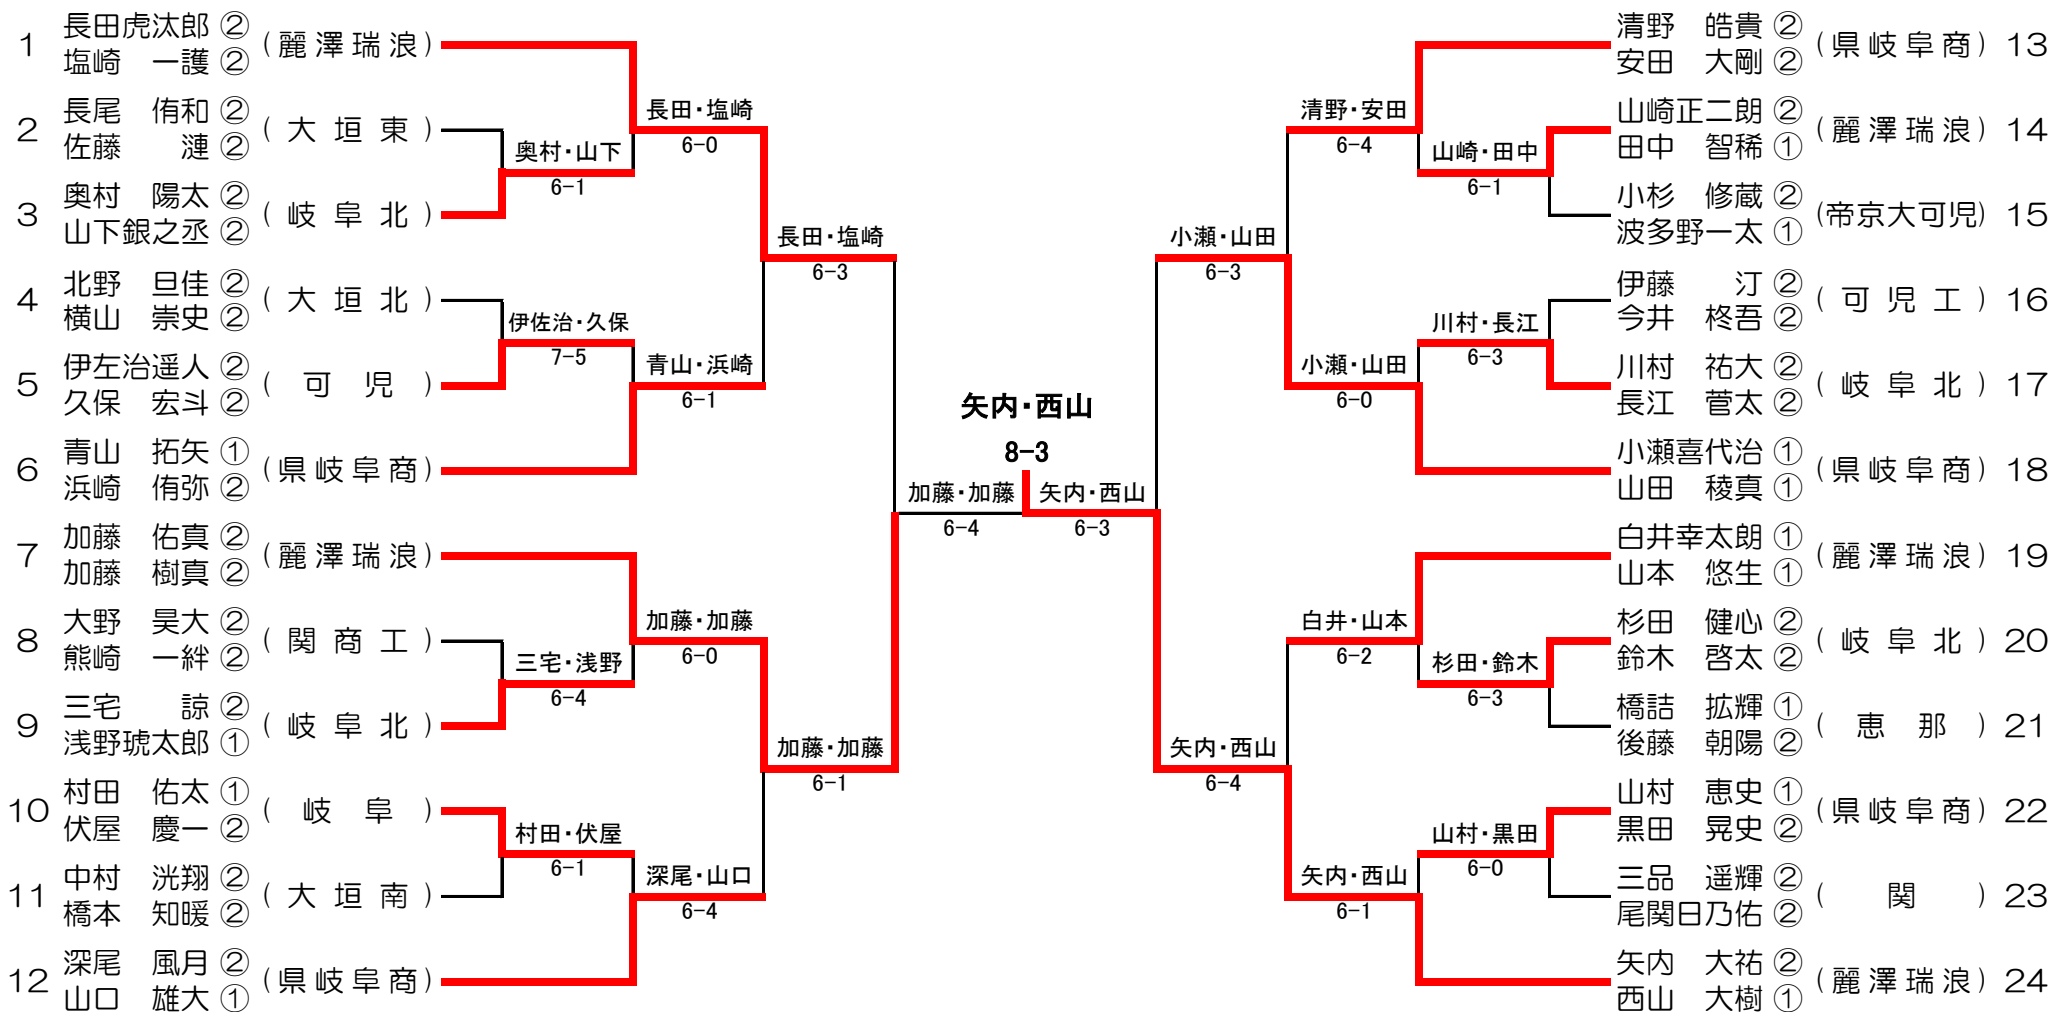 1 長田虎汰郎 ② (麗澤瑞浪)
塩崎 一護 ②
2 長尾 侑和 ② (大垣東)
佐藤 漣 ②
3 奥村 陽太 ② (岐阜北)
山下銀之丞 ②
4 北野 旦佳 ② (大垣北)
横山 崇史 ②
5 伊左治遥人 ② (可児)
久保 宏斗 ②
6 青山 拓矢 ① (県岐阜商)
浜崎 侑弥 ②
7 加藤 佑真 ② (麗澤瑞浪)
加藤 樹真 ②
8 大野 昊大 ② (関商工)
熊崎 一絆 ②
9 三宅 諒 ② (岐阜北)
浅野琥太郎 ①
10 村田 佑太 ① (岐阜)
伏屋 慶一 ②
11 中村 洸翔 ② (大垣南)
橋本 知暖 ②
12 深尾 風月 ② (県岐阜商)
山口 雄大 ①
奥村・山下
6-1
伊佐治・久保
7-5
三宅・浅野
6-4
村田・伏屋
6-1
長田・塩崎
6-0
青山・浜崎
6-1
加藤・加藤
6-0
深尾・山口
6-4
長田・塩崎
6-3
加藤・加藤
6-1
加藤・加藤
6-4
矢内・西山
8-3
矢内・西山
6-3
小瀬・山田
6-3
矢内・西山
6-4
清野・安田
6-4
小瀬・山田
6-0
白井・山本
6-2
矢内・西山
6-1
山崎・田中
6-1
川村・長江
6-3
杉田・鈴木
6-3
山村・黒田
6-0
清野 皓貴 ② (県岐阜商) 13
安田 大剛 ②
山崎正二朗 ② (麗澤瑞浪) 14
田中 智稀 ①
小杉 修蔵 ② (帝京大可児) 15
波多野一太 ①
伊藤 汀 ② (可児工) 16
今井 柊吾 ②
川村 祐大 ② (岐阜北) 17
長江 菅太 ②
小瀬喜代治 ① (県岐阜商) 18
山田 稜真 ①
白井幸太朗 ① (麗澤瑞浪) 19
山本 悠生 ①
杉田 健心 ② (岐阜北) 20
鈴木 啓太 ②
橋詰 拡輝 ① (恵那) 21
後藤 朝陽 ②
山村 恵史 ① (県岐阜商) 22
黒田 晃史 ②
三品 遥輝 ② (関) 23
尾関日乃佑 ②
矢内 大祐 ② (麗澤瑞浪) 24
西山 大樹 ①